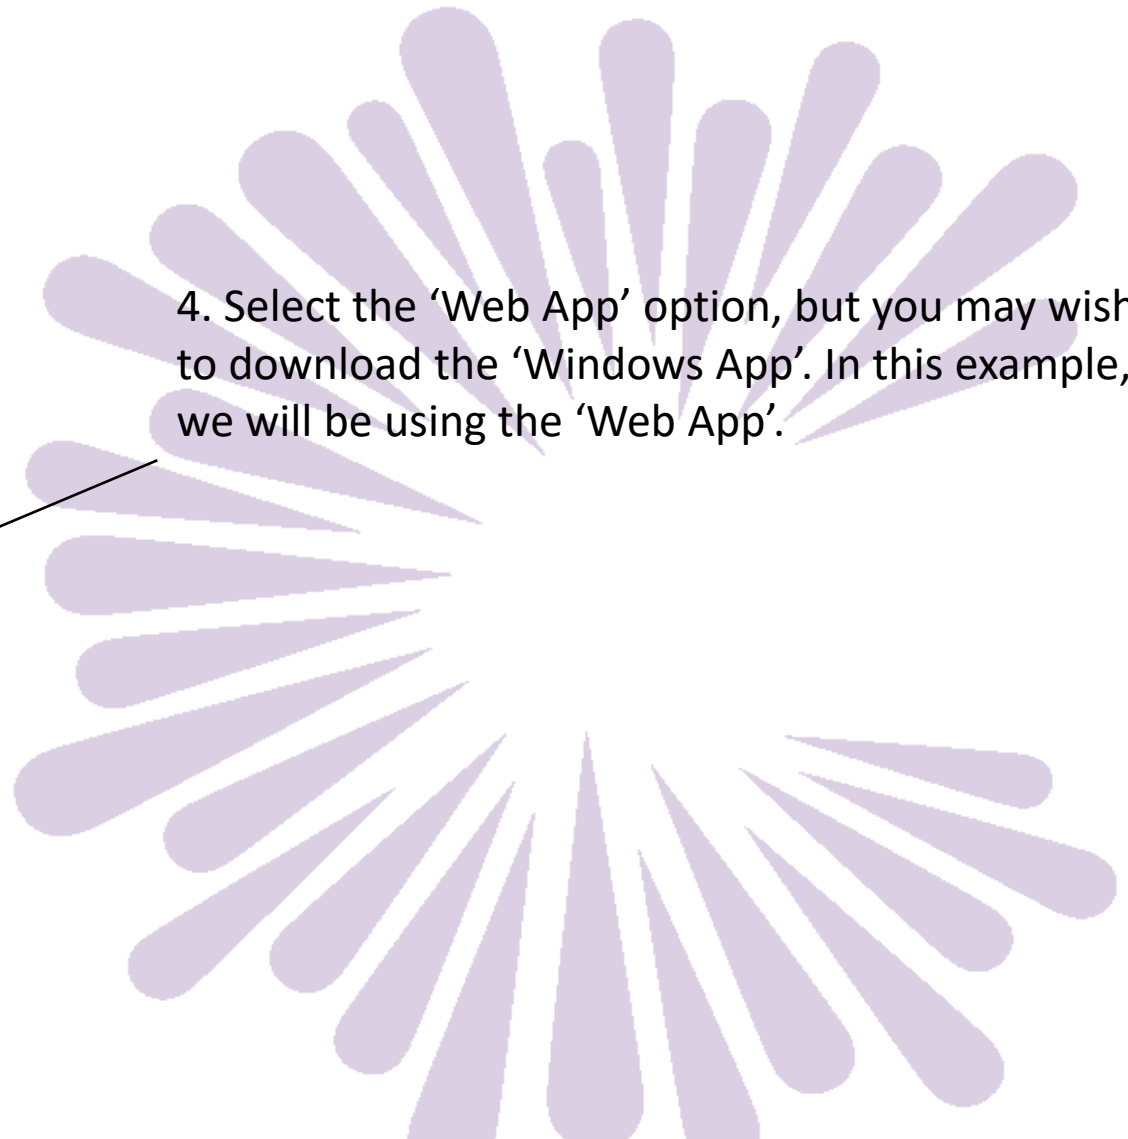 4. Select the ‘Web App’ option, but you may wish
to download the ‘Windows App’. In this example,
we will be using the ‘Web App’.